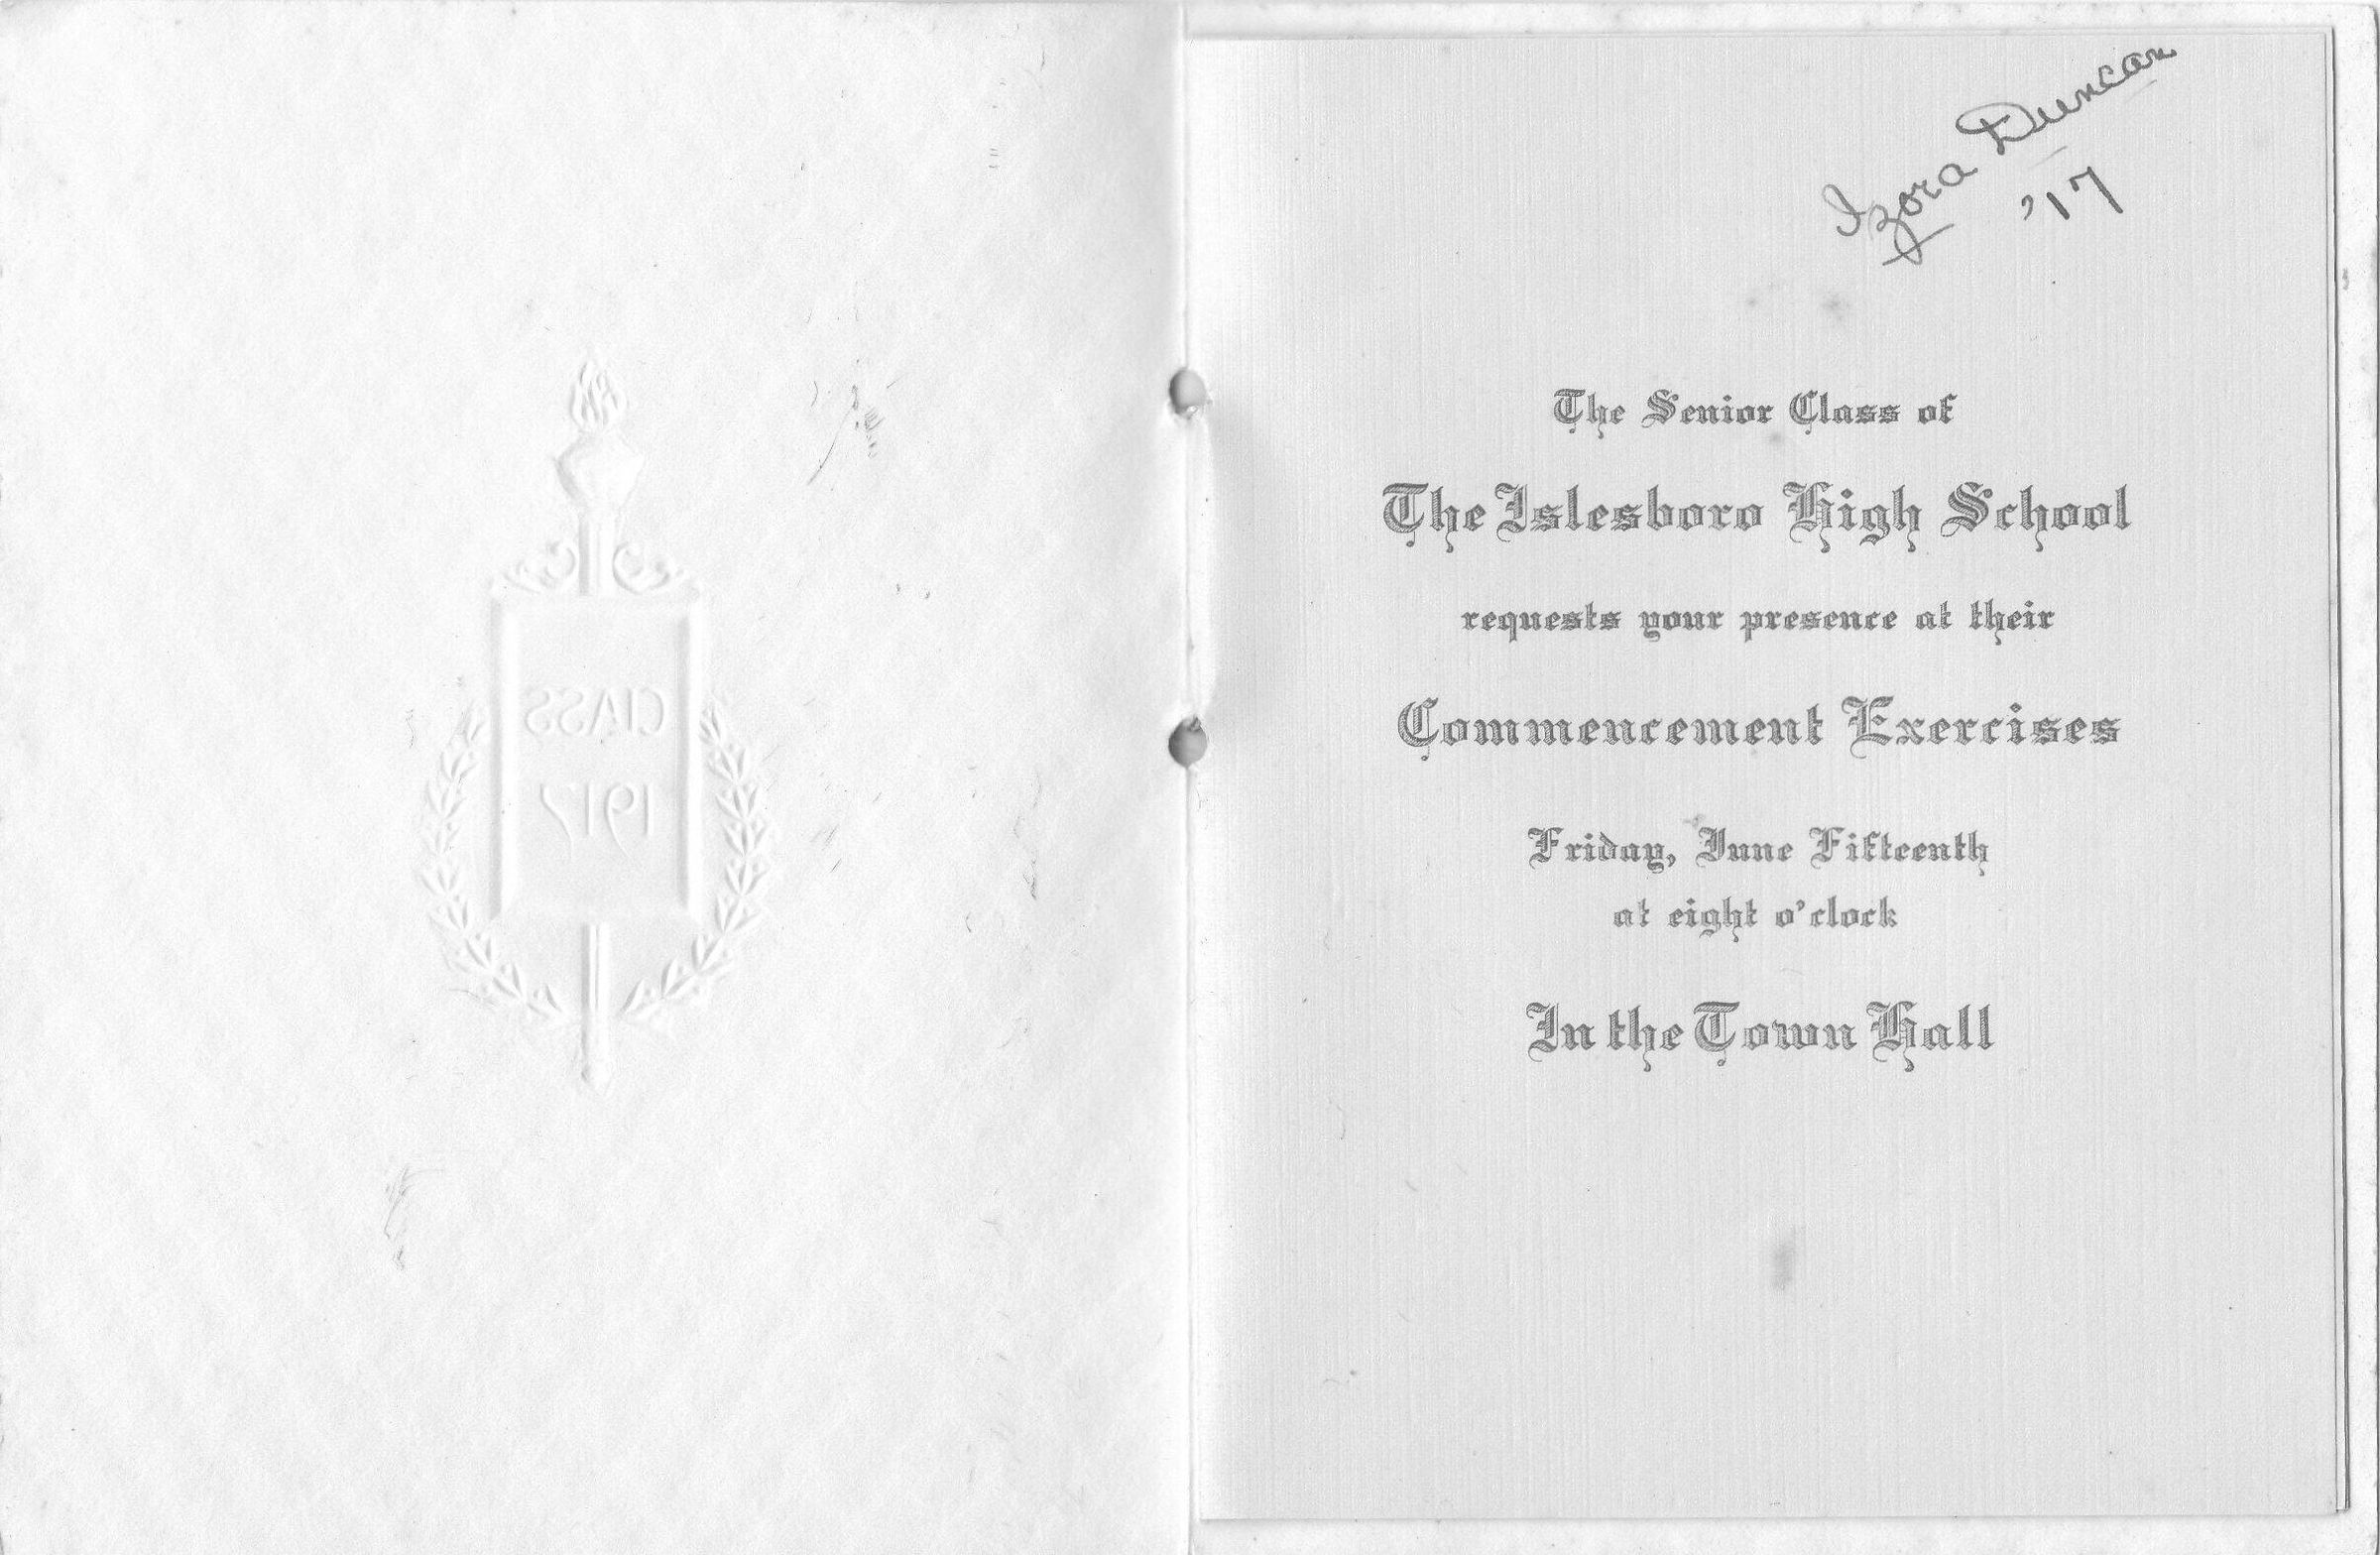 CLASS
1917
Izora Duncan
'17
The Senior Class of
The Islesboro High School
requests your presence at their
Commencement Exercises
Friday, June Fifteenth
at eight o'clock
In the Town Hall